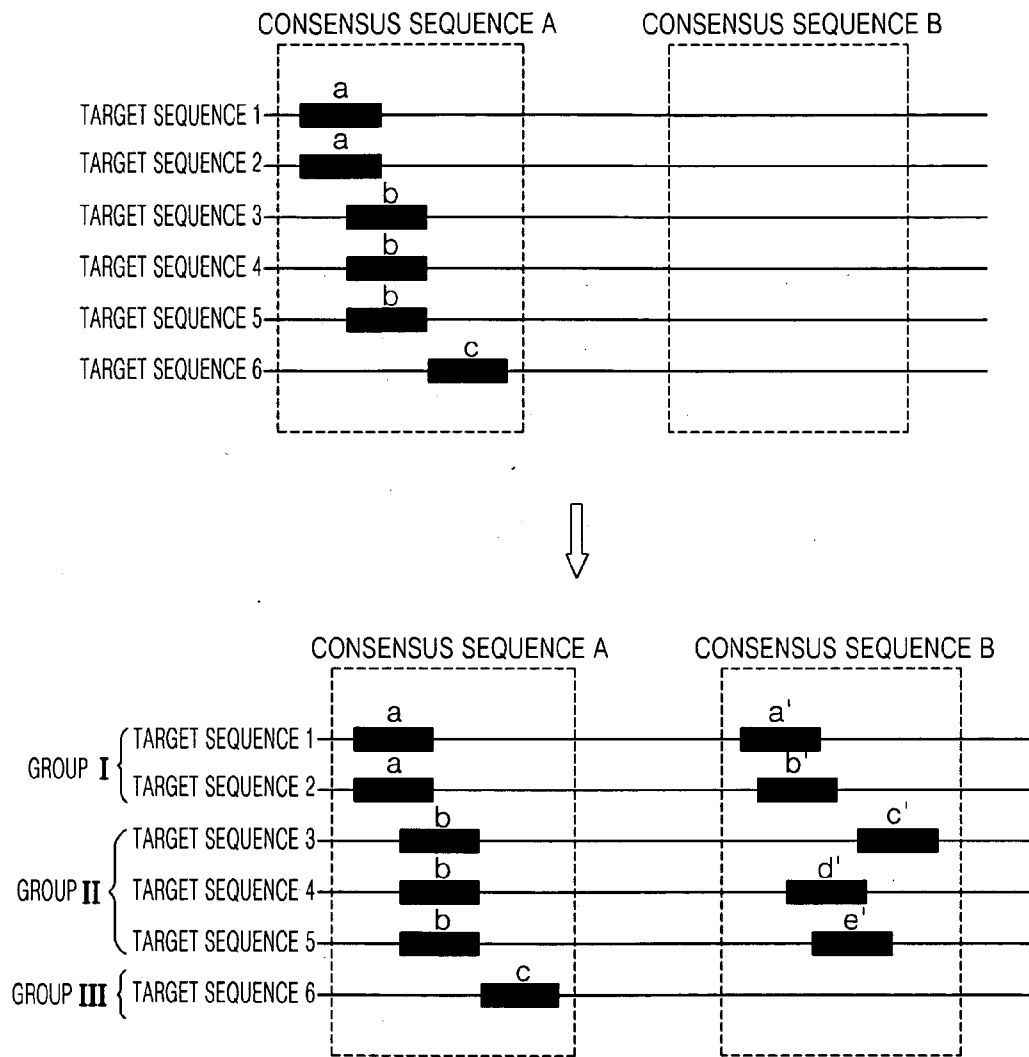 CONSENSUS SEQUENCE A CONSENSUS SEQUENCE B
a
TARGET SEQUENCE 1
a
TARGET SEQUENCE 2
b
TARGET SEQUENCE 3
b
TARGET SEQUENCE 4
b
TARGET SEQUENCE 5
c
TARGET SEQUENCE 6
CONSENSUS SEQUENCE A CONSENSUS SEQUENCE B
a a'
TARGET SEQUENCE 1
GROUP I
a b'
TARGET SEQUENCE 2
b c'
TARGET SEQUENCE 3
b d'
GROUP II TARGET SEQUENCE 4
b e'
TARGET SEQUENCE 5
c
GROUP III TARGET SEQUENCE 6